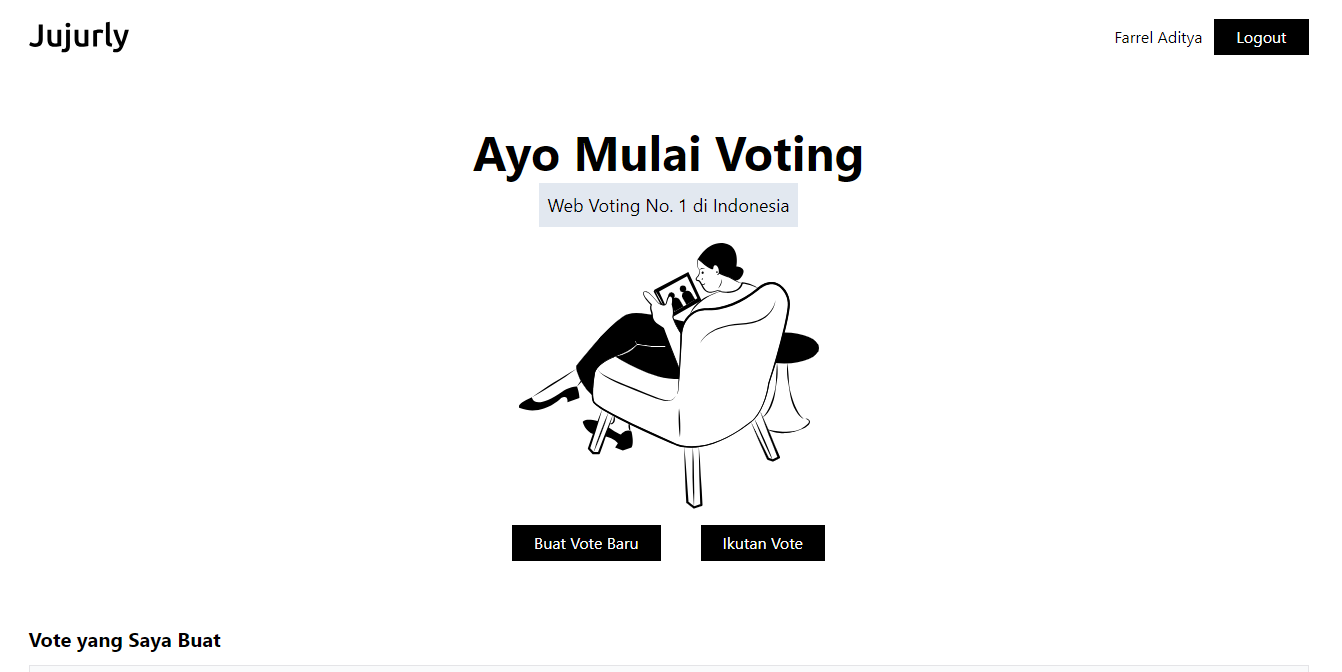 Jujurly
Farrel Aditya
Logout
Ayo Mulai Voting
Web Voting No. 1 di Indonesia
Buat Vote Baru
Ikutan Vote
Vote yang Saya Buat